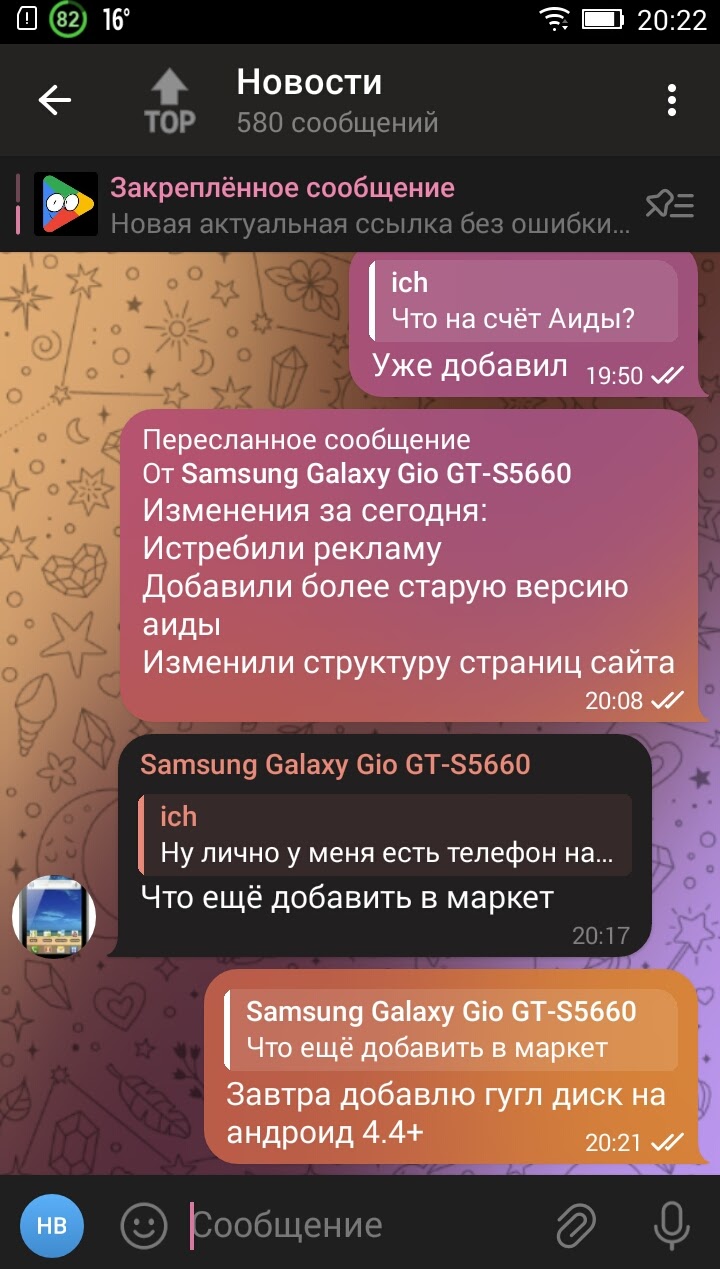 82 16° 20:22
TOP
Новости
580 сообщений
Закреплённое сообщение
Новая актуальная ссылка без ошибки...
ich
Что на счёт Аиды?
Уже добавил 19:50
Пересланное сообщение
От Samsung Galaxy Gio GT-S5660
Изменения за сегодня:
Истребили рекламу
Добавили более старую версию
аиды
Изменили структуру страниц сайта
20:08
Samsung Galaxy Gio GT-S5660
ich
Ну лично у меня есть телефон на...
Что ещё добавить в маркет
20:17
Samsung Galaxy Gio GT-S5660
Что ещё добавить в маркет
Завтра добавлю гугл диск на
андроид 4.4+ 20:21
НВ Сообщение